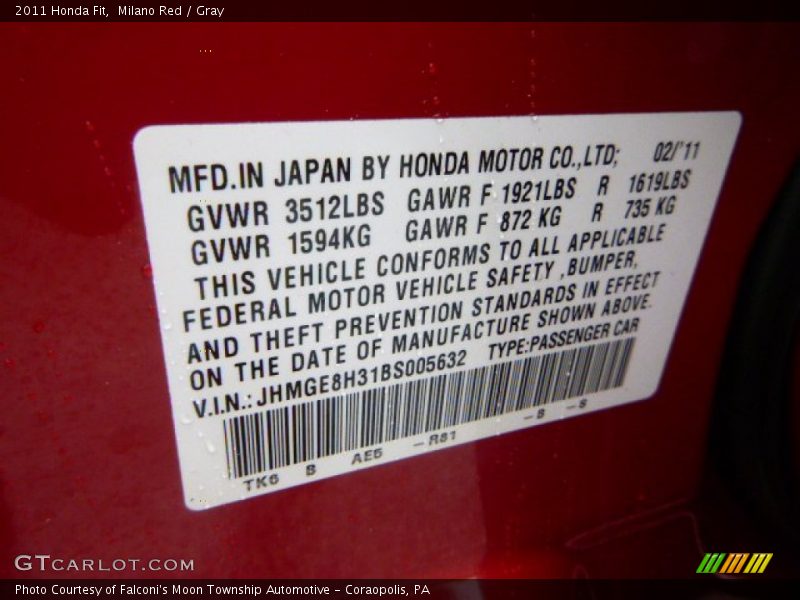 2011 Honda Fit,  Milano Red / Gray
MFD.IN JAPAN BY HONDA MOTOR CO.,LTD; 02/'11
GVWR 3512LBS GAWR F 1921LBS R 1619LBS
GVWR 1594KG GAWR F 872 KG R 735 KG
THIS VEHICLE CONFORMS TO ALL APPLICABLE
FEDERAL MOTOR VEHICLE SAFETY ,BUMPER,
AND THEFT PREVENTION STANDARDS IN EFFECT
ON THE DATE OF MANUFACTURE SHOWN ABOVE.
V.I.N.: JHMGE8H31BS005632 TYPE:PASSENGER CAR
TK6 B AE5 -R81 -B -S
GTCARLOT.COM
Photo Courtesy of Falconi's Moon Township Automotive - Coraopolis, PA